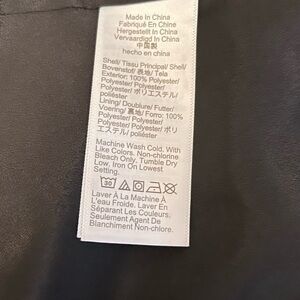 Made In China
Fabriqué En Chine
Hergestellt In China
Vervaardigd In China
中国製
hecho en china
Shell/ Tissu Principal/ Shell/
Bovenstof/ 表地/ Tela
Exterior: 100% Polyester/
Polyester/ Polyester/
Polyester/ ポリエステル/
poliéster
Lining/ Doublure/ Futter/
Voering/ 裏地/ Forro: 100%
Polyester/ Polyester/
Polyester/ Polyester/ ポリ
エステル/ poliéster
Machine Wash Cold. With
Like Colors. Non-chlorine
Bleach Only. Tumble Dry
Low. Iron On Lowest
Setting.
30
Laver À La Machine À
L'eau Froide. Laver En
Séparant Les Couleurs.
Seulement Agent De
Blanchiment Non-chlore.